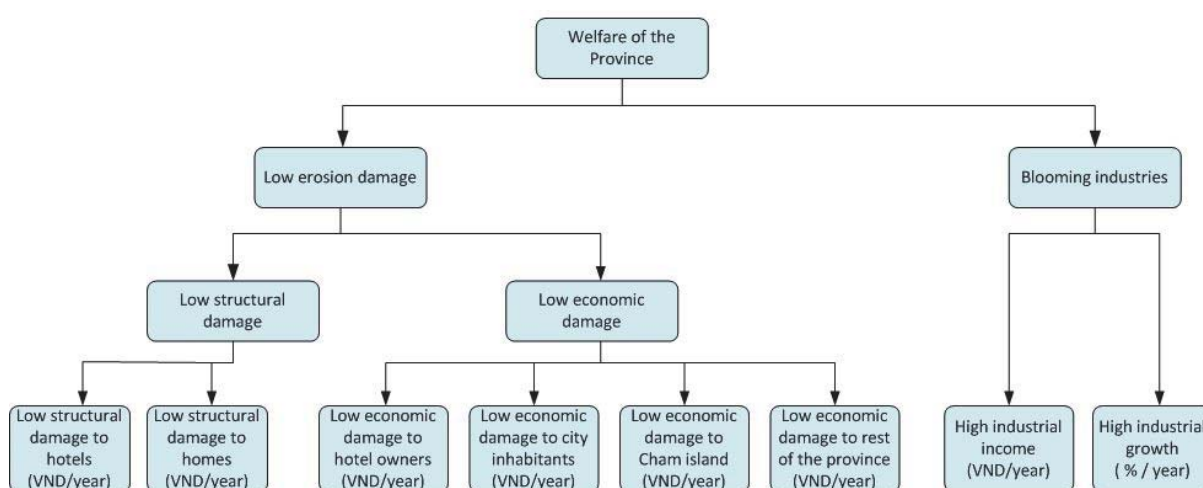 Welfare of the
Province
Low erosion damage
Blooming industries
Low structural
damage
Low economic
damage
Low structural
damage to
hotels
(VND/year)
Low structural
damage to
homes
(VND/year)
Low economic
damage to
hotel owners
(VND/year)
Low economic
damage to city
inhabitants
(VND/year)
Low economic
damage to
Cham island
(VND/year)
Low economic
damage to rest
of the province
(VND/year)
High industrial
income
(VND/year)
High industrial
growth
( % / year)